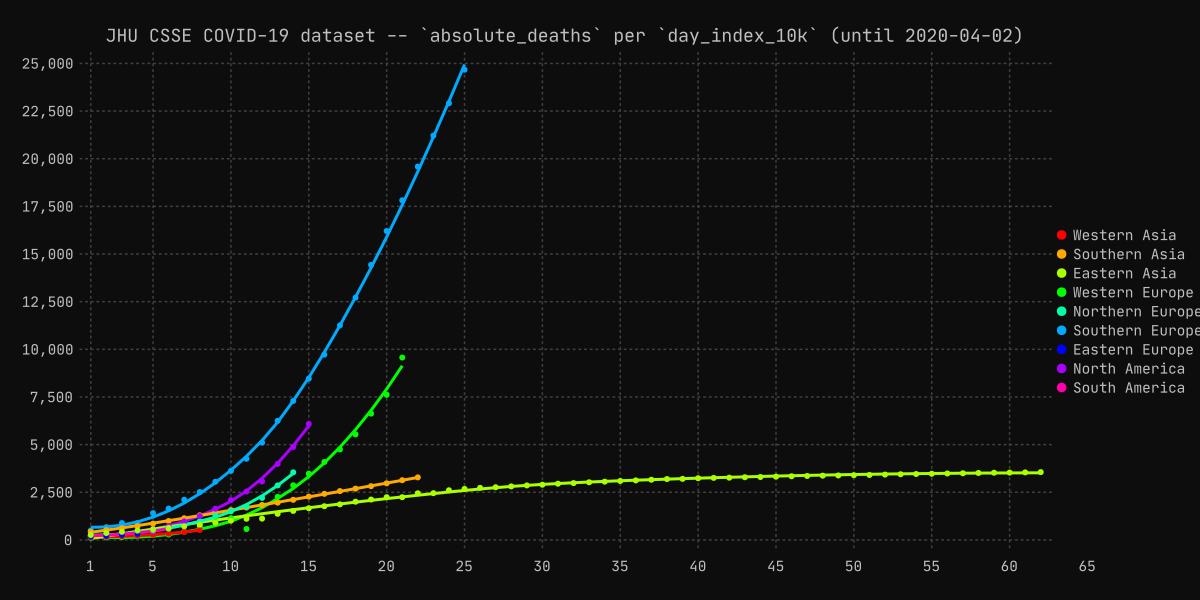 JHU CSSE COVID-19 dataset -- `absolute_deaths` per `day_index_10k` (until 2020-04-02)
25,000
22,500
20,000
17,500
15,000
12,500
10,000
7,500
5,000
2,500
0
1 5 10 15 20 25 30 35 40 45 50 55 60 65
Western Asia
Southern Asia
Eastern Asia
Western Europe
Northern Europe
Southern Europe
Eastern Europe
North America
South America